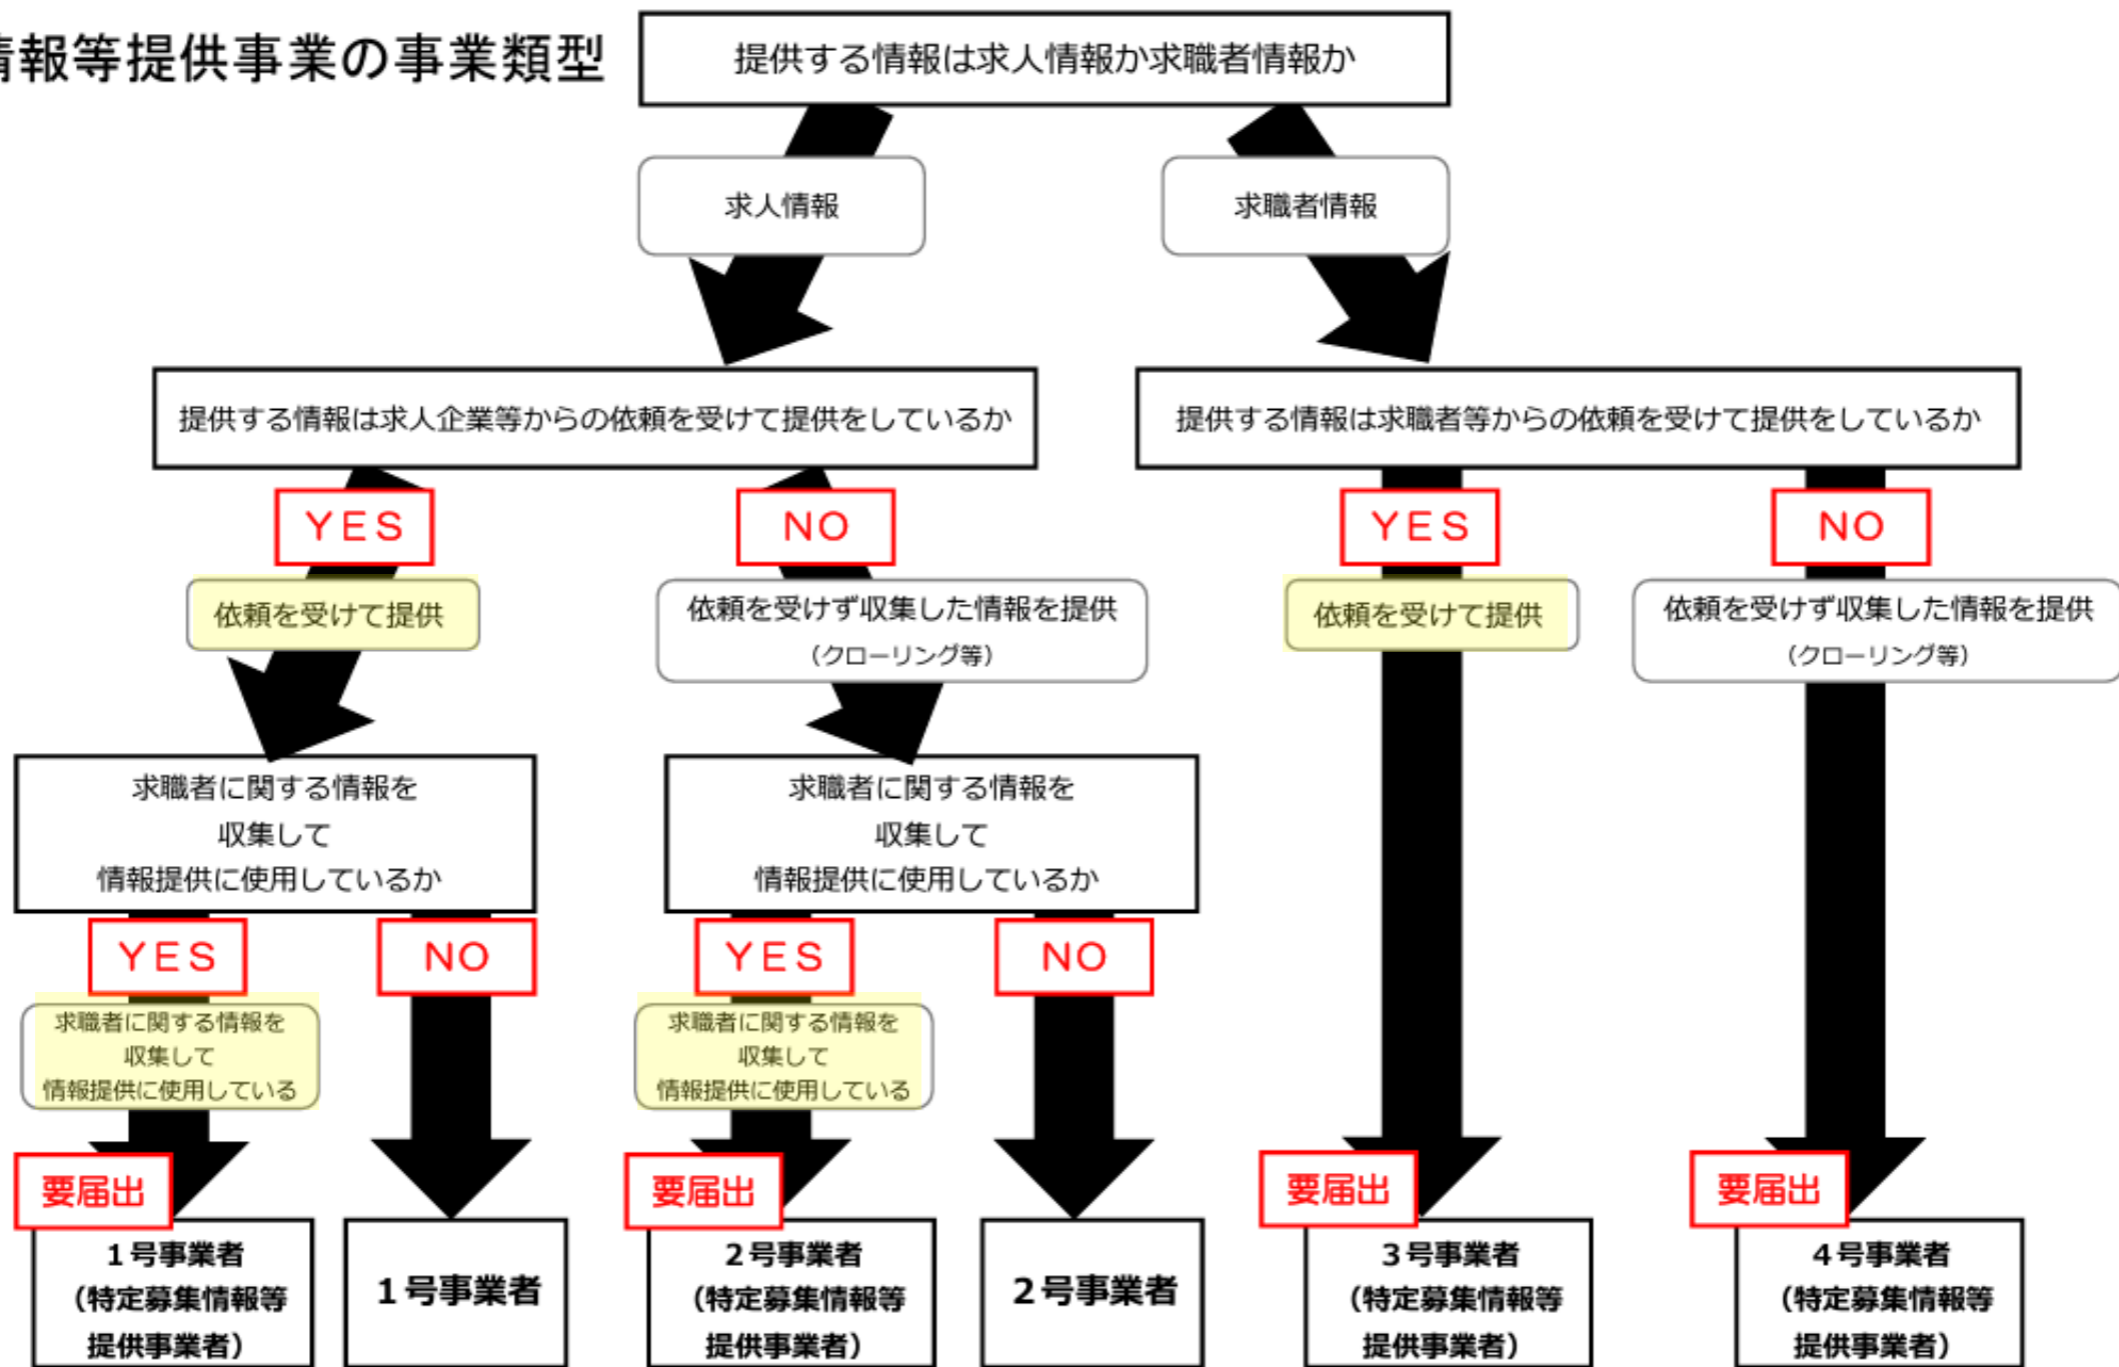 情報等提供事業の事業類型
提供する情報は求人情報か求職者情報か
求人情報
求職者情報
提供する情報は求人企業等からの依頼を受けて提供をしているか
提供する情報は求職者等からの依頼を受けて提供をしているか
YES
NO
YES
NO
依頼を受けて提供
依頼を受けず収集した情報を提供
（クローリング等）
依頼を受けて提供
依頼を受けず収集した情報を提供
（クローリング等）
求職者に関する情報を
収集して
情報提供に使用しているか
求職者に関する情報を
収集して
情報提供に使用しているか
YES
NO
YES
NO
求職者に関する情報を
収集して
情報提供に使用している
求職者に関する情報を
収集して
情報提供に使用している
要届出
要届出
要届出
要届出
１号事業者
（特定募集情報等
提供事業者）
１号事業者
２号事業者
（特定募集情報等
提供事業者）
２号事業者
３号事業者
（特定募集情報等
提供事業者）
４号事業者
（特定募集情報等
提供事業者）